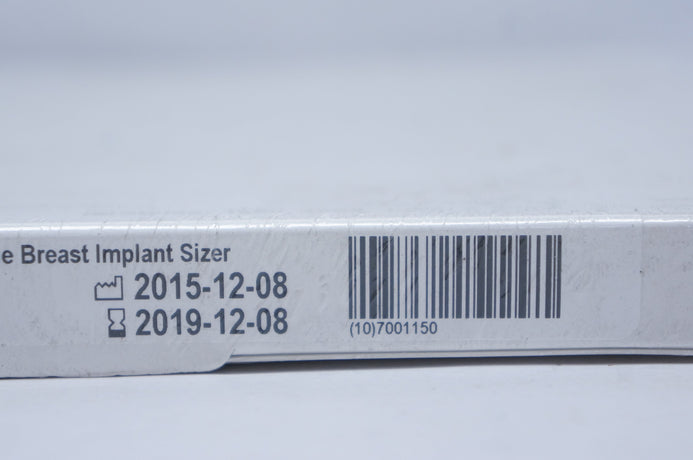 e Breast Implant Sizer
2015-12-08
2019-12-08
(10)7001150